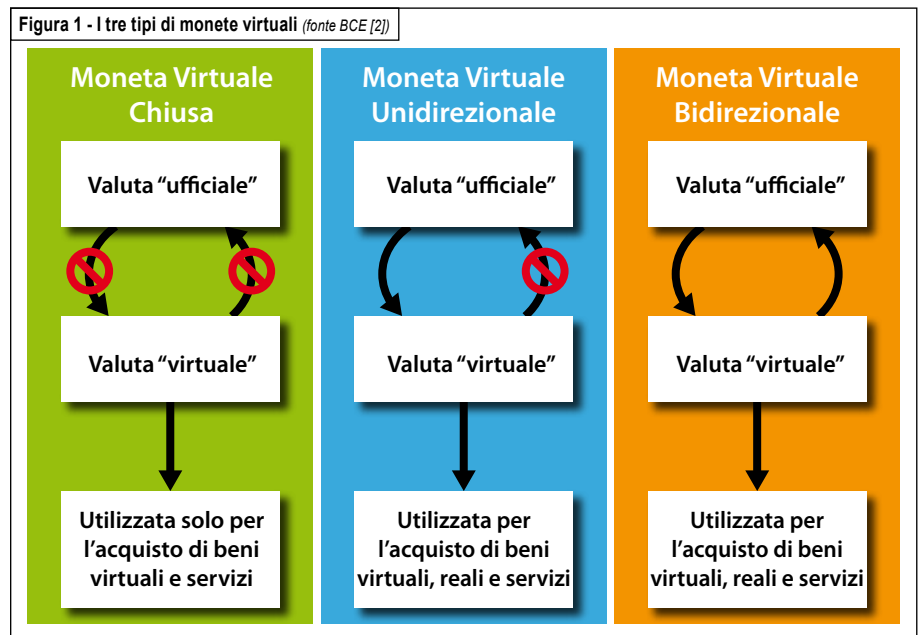 Figura 1 - I tre tipi di monete virtuali (fonte BCE [2])
Moneta Virtuale
Chiusa
Valuta “ufficiale”
Valuta “virtuale”
Utilizzata solo per
l’acquisto di beni
virtuali e servizi
Moneta Virtuale
Unidirezionale
Valuta “ufficiale”
Valuta “virtuale”
Utilizzata per
l’acquisto di beni
virtuali, reali e servizi
Moneta Virtuale
Bidirezionale
Valuta “ufficiale”
Valuta “virtuale”
Utilizzata per
l’acquisto di beni
virtuali, reali e servizi